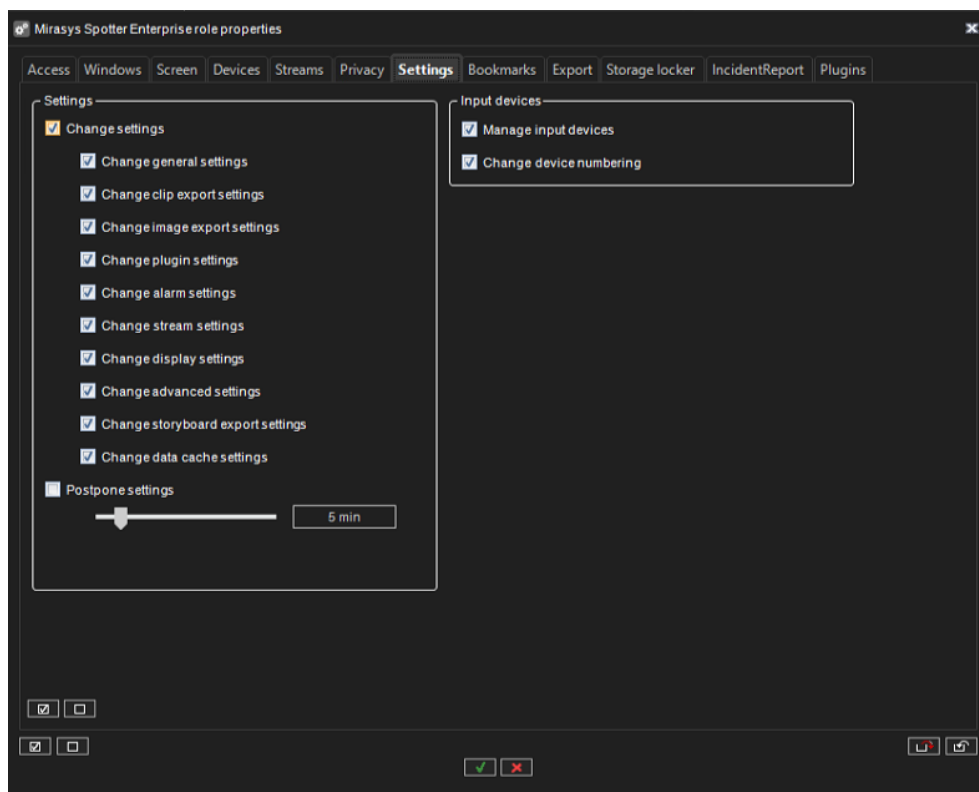 Mirasys Spotter Enterprise role properties
Access Windows Screen Devices Streams Privacy Settings Bookmarks Export Storage locker IncidentReport Plugins
Settings
Change settings
Change general settings
Change clip export settings
Change image export settings
Change plugin settings
Change alarm settings
Change stream settings
Change display settings
Change advanced settings
Change storyboard export settings
Change data cache settings
Postpone settings
5 min
Input devices
Manage input devices
Change device numbering